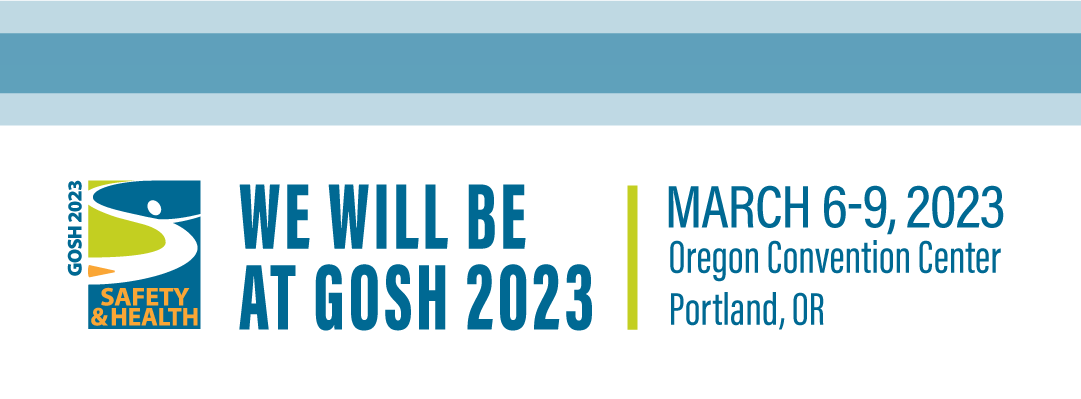 GOSH 2023
SAFETY
& HEALTH
WE WILL BE
AT GOSH 2023
MARCH 6-9, 2023
Oregon Convention Center
Portland, OR